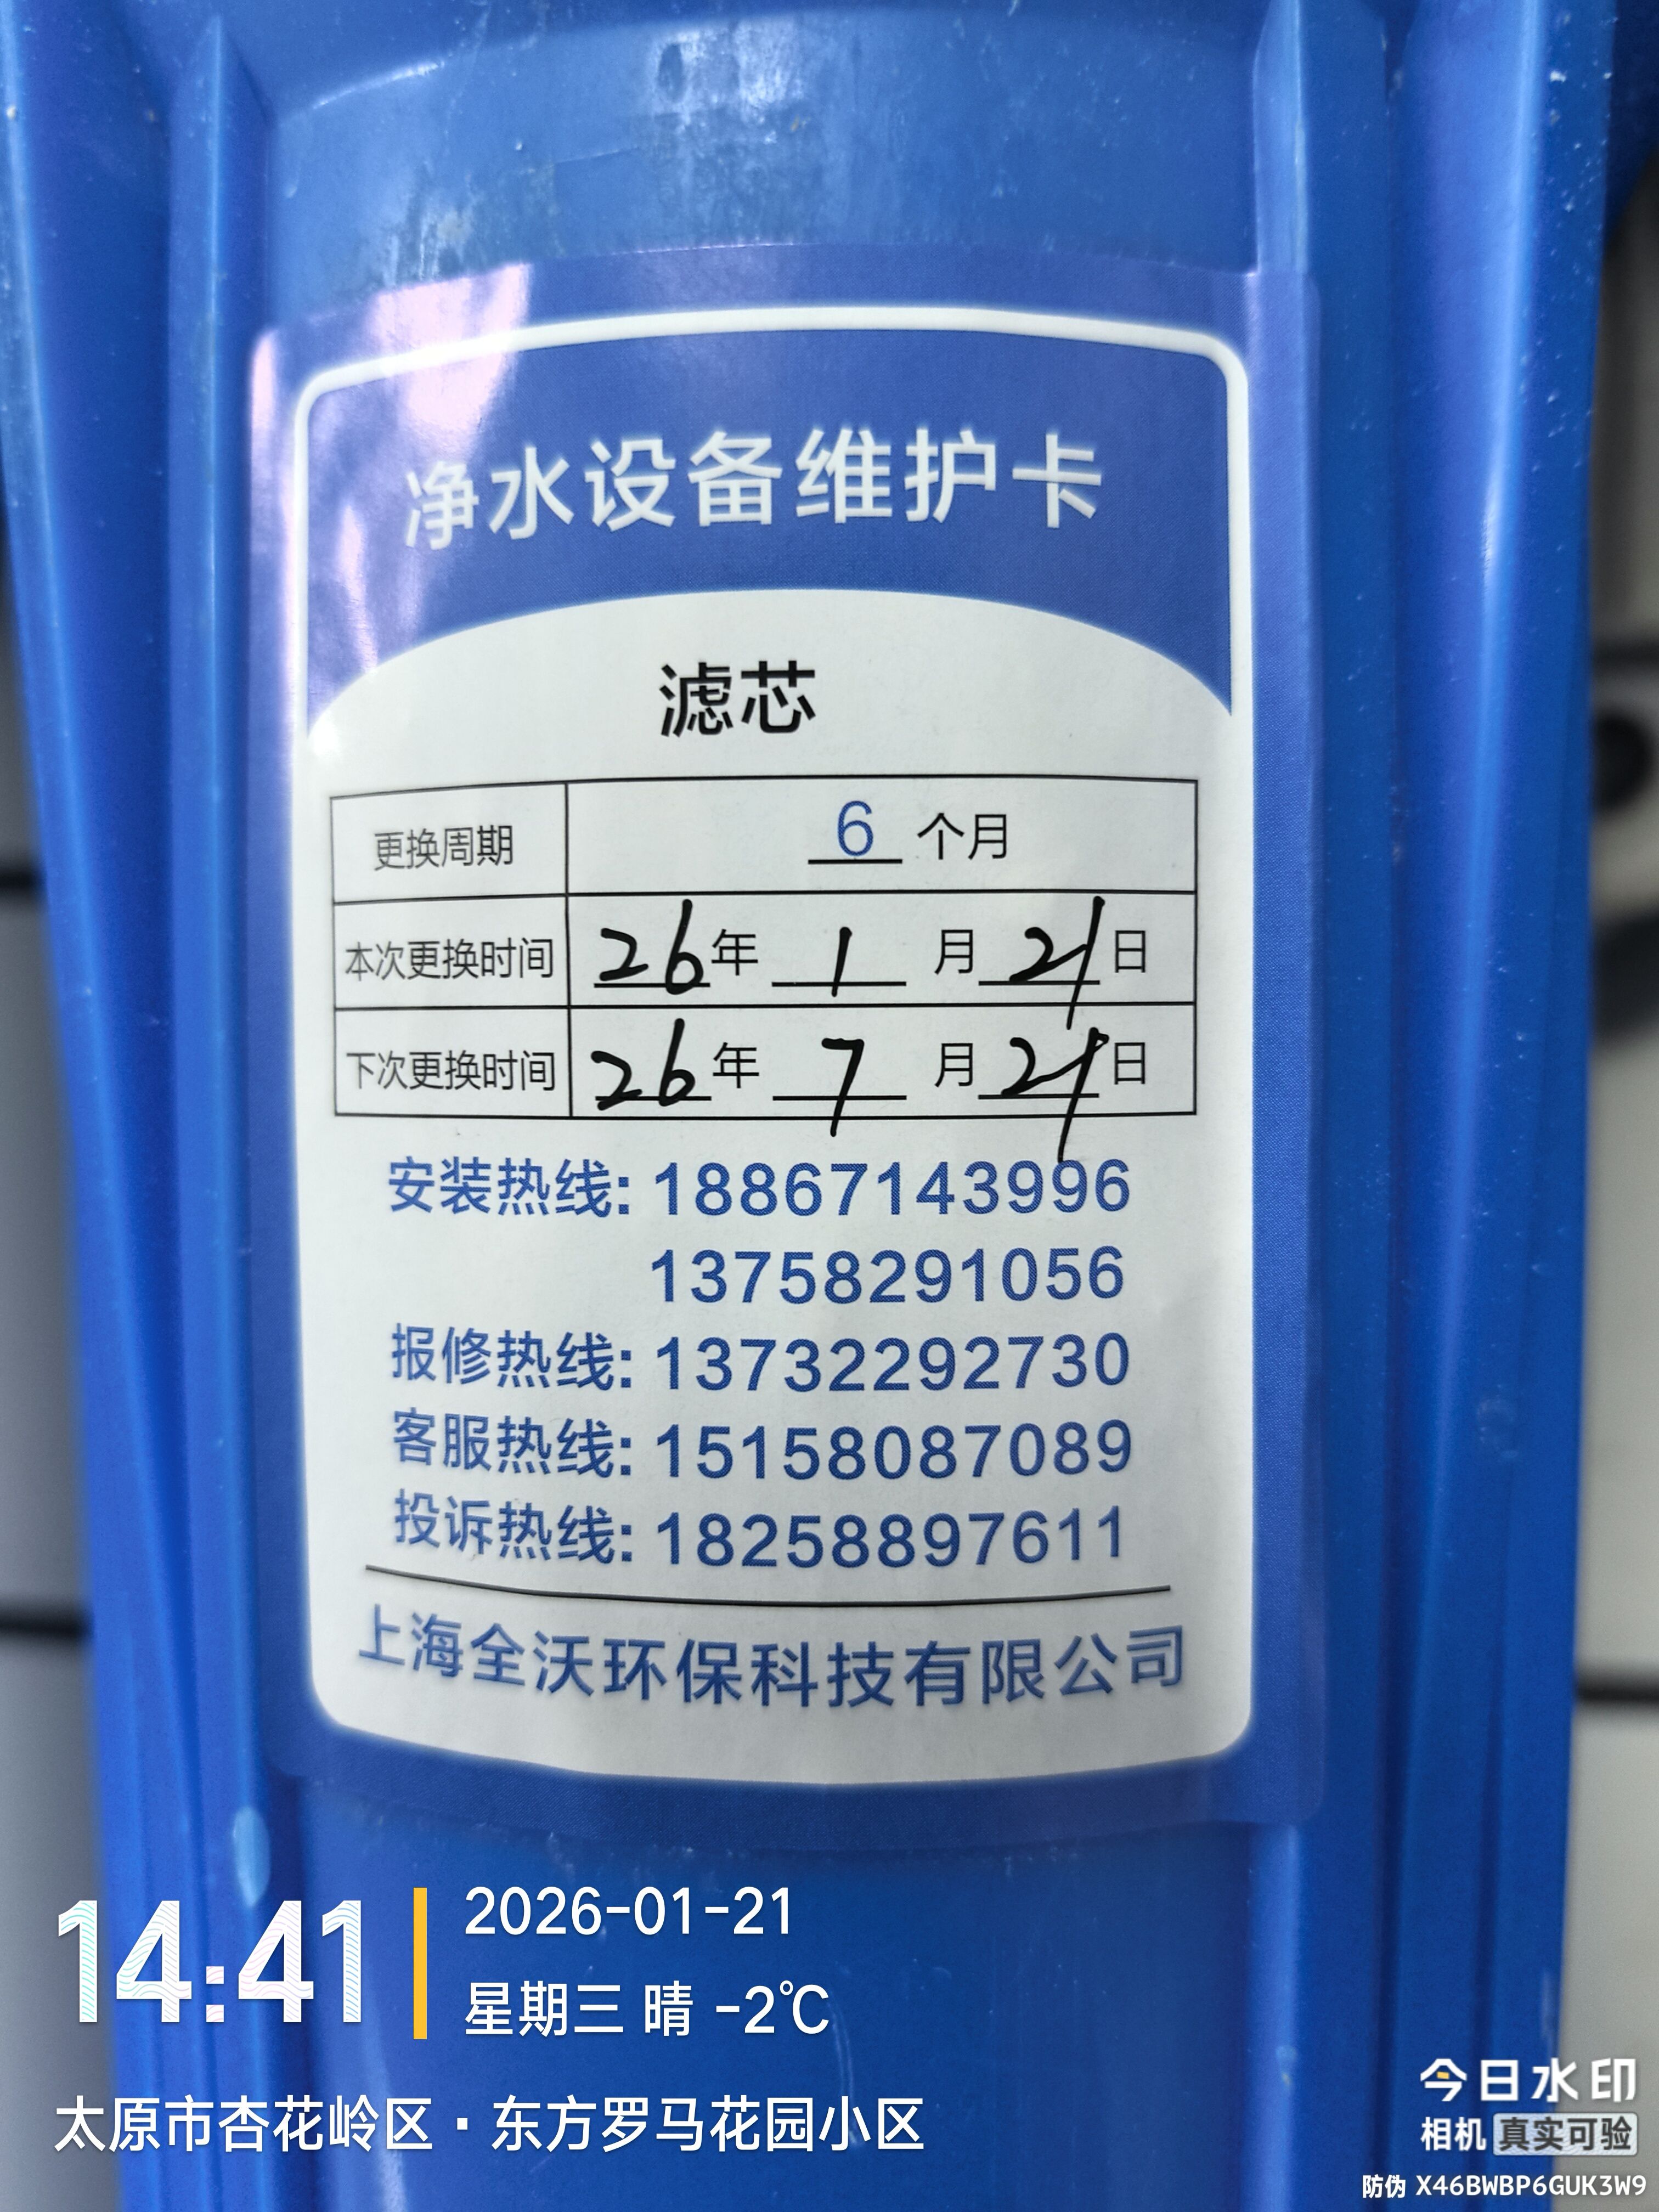 净水设备维护卡
滤芯
更换周期 6 个月
本次更换时间 26年 1 月 21日
下次更换时间 26年 7 月 21日
安装热线: 18867143996
13758291056
报修热线: 13732292730
客服热线: 15158087089
投诉热线: 18258897611
上海全沃环保科技有限公司
14:41
2026-01-21
星期三 晴 -2℃
太原市杏花岭区·东方罗马花园小区
今日水印
相机 真实可验
防伪 X46BWBP6GUK3W9